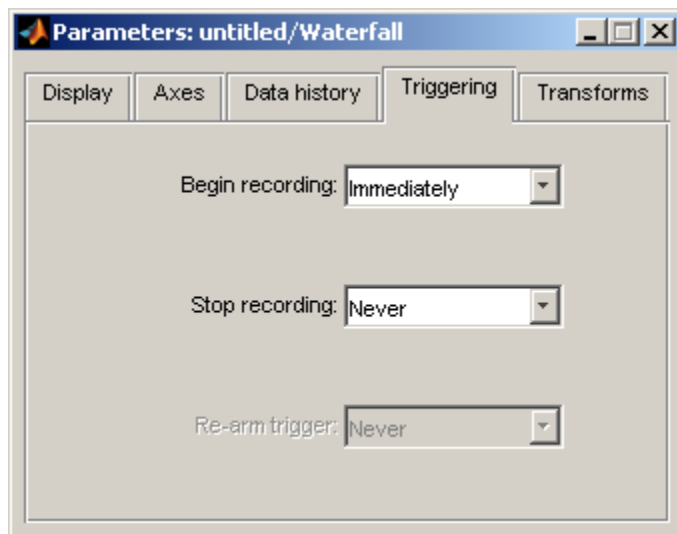 Parameters: untitled/Waterfall
Display Axes Data history Triggering Transforms
Begin recording: Immediately
Stop recording: Never
Re-arm trigger: Never